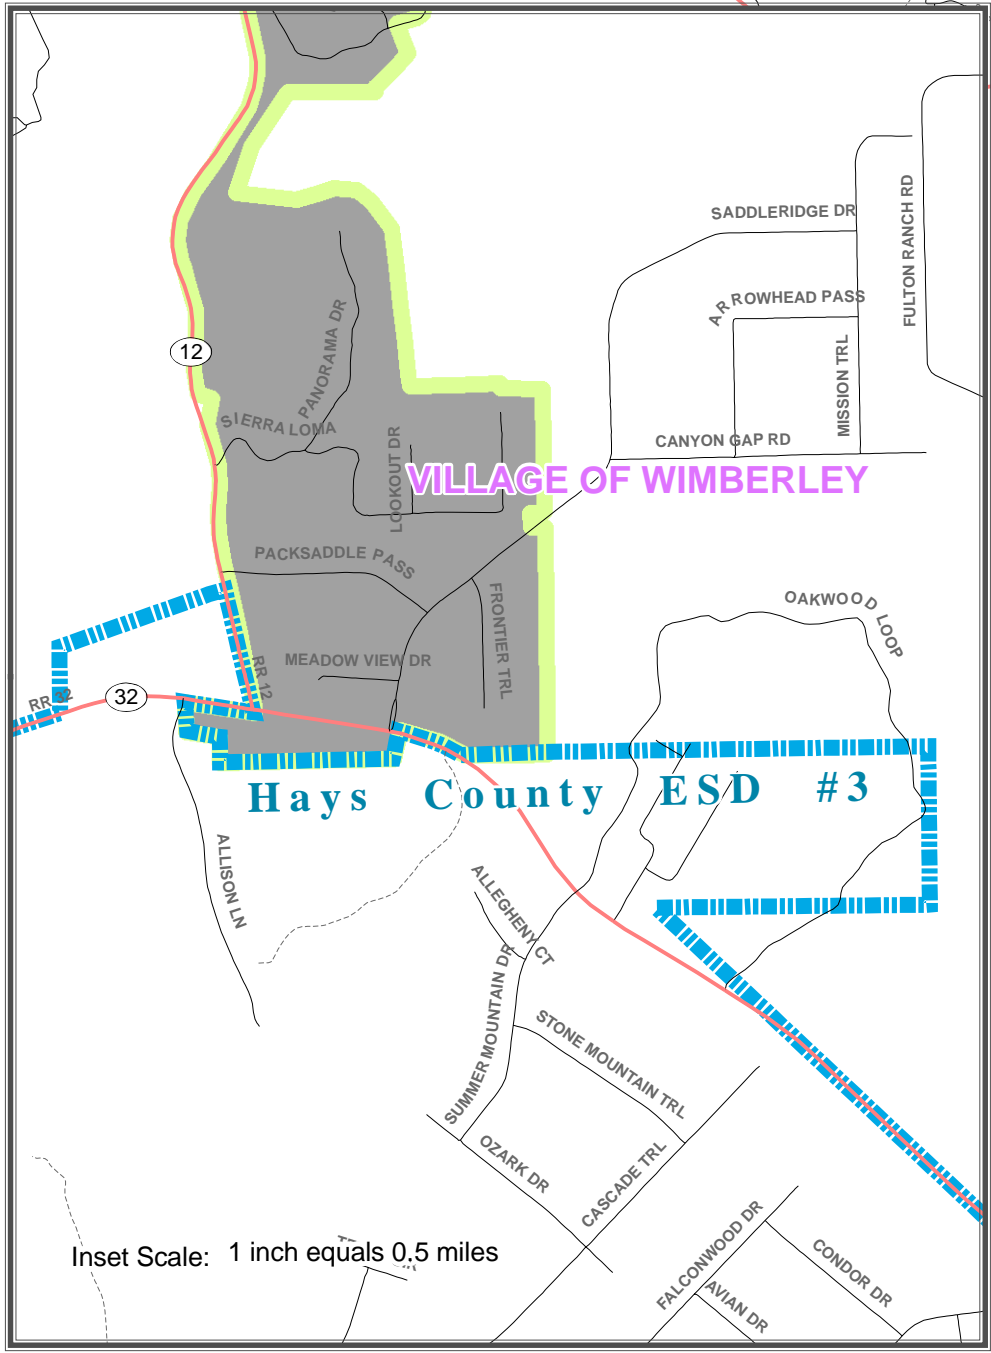 SADDLERIDGE DR
FULTON RANCH RD
ARROWHEAD PASS
PANORAMA DR
12
MISSION TRL
SIERRA LOMA
LOOKOUT DR
CANYON GAP RD
VILLAGE OF WIMBERLEY
PACKSADDLE PASS
FRONTIER TRL
OAKWOOD LOOP
MEADOW VIEW DR
RR 12
RR 32
32
Hays County ESD #3
ALLISON LN
ALLEGHENY CT
SUMMER MOUNTAIN DR
STONE MOUNTAIN TRL
OZARK DR
CASCADE TRL
FALCONWOOD DR
CONDOR DR
AVIAN DR
Inset Scale: 1 inch equals 0.5 miles